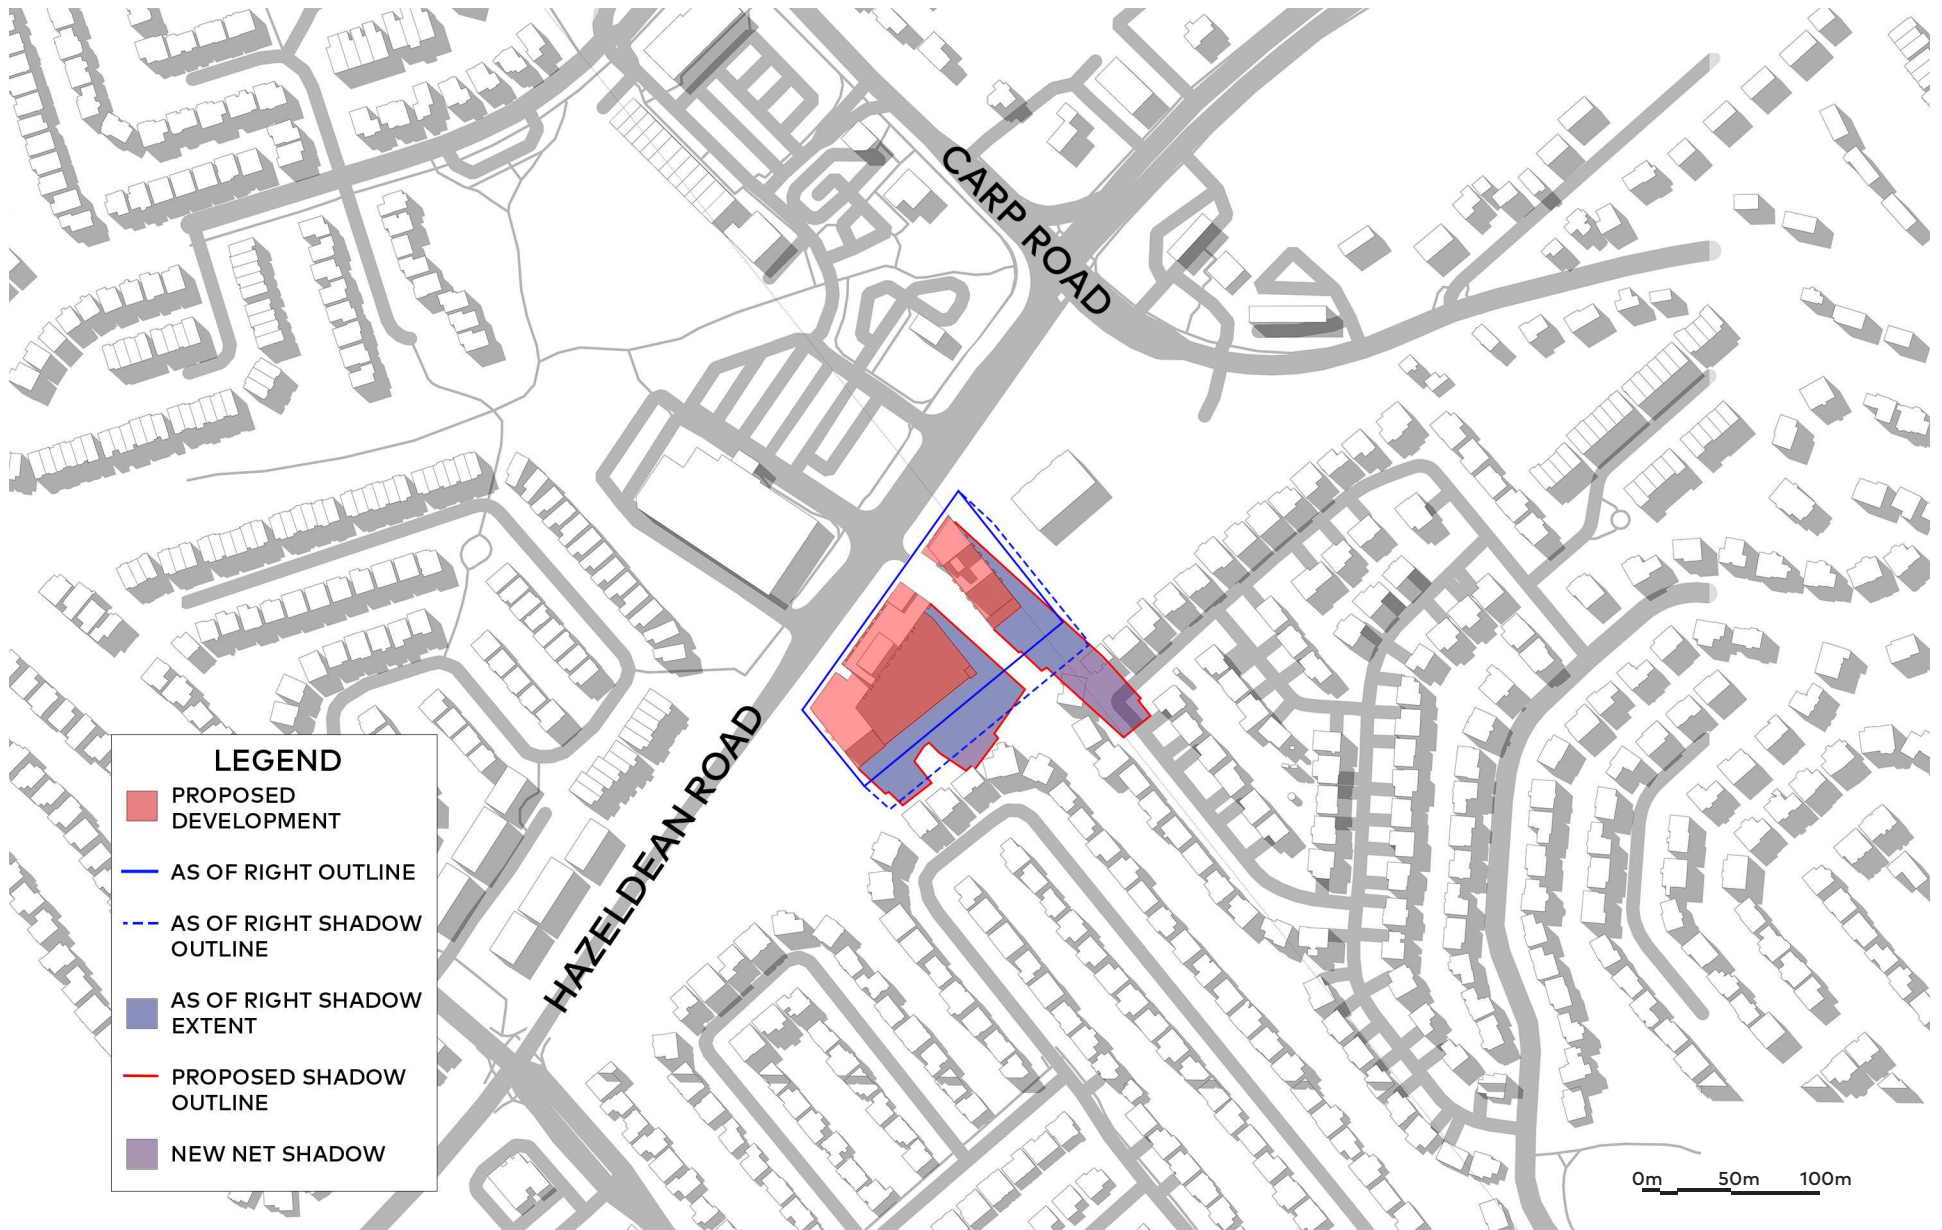 CARP ROAD
HAZELDEAN ROAD
LEGEND
PROPOSED
DEVELOPMENT
AS OF RIGHT OUTLINE
AS OF RIGHT SHADOW
OUTLINE
AS OF RIGHT SHADOW
EXTENT
PROPOSED SHADOW
OUTLINE
NEW NET SHADOW
0m 50m 100m